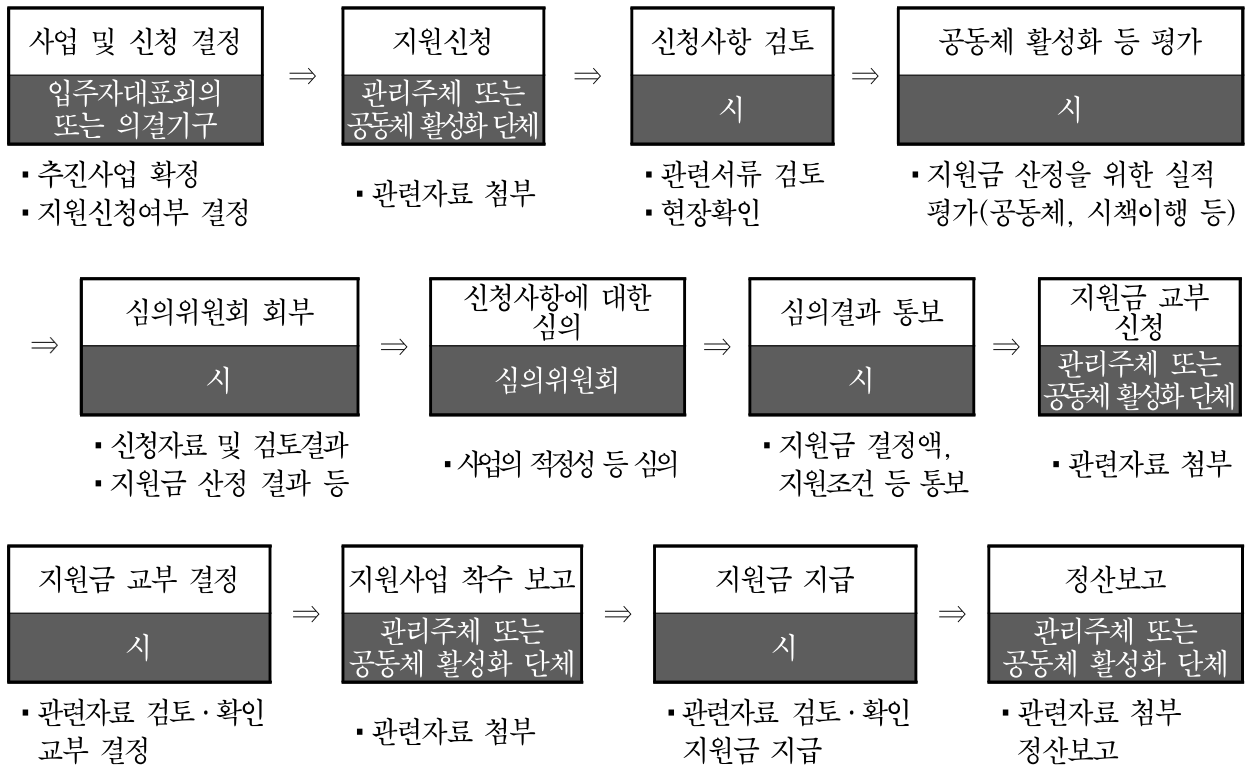 사업 및 신청 결정
입주자대표회의
또는 의결기구
▪ 추진사업 확정
▪ 지원신청여부 결정
⇒
지원신청
관리주체 또는
공동체 활성화 단체
▪ 관련자료 첨부
⇒
신청사항 검토
시
▪ 관련서류 검토
▪ 현장확인
⇒
공동체 활성화 등 평가
시
▪ 지원금 산정을 위한 실적
평가(공동체, 시책이행 등)
⇒
심의위원회 회부
시
▪ 신청자료 및 검토결과
▪ 지원금 산정 결과 등
⇒
신청사항에 대한
심의
심의위원회
▪ 사업의 적정성 등 심의
⇒
심의결과 통보
시
▪ 지원금 결정액,
지원조건 등 통보
⇒
지원금 교부
신청
관리주체 또는
공동체 활성화 단체
▪ 관련자료 첨부
지원금 교부 결정
시
▪ 관련자료 검토 · 확인
교부 결정
⇒
지원사업 착수 보고
관리주체 또는
공동체 활성화 단체
▪ 관련자료 첨부
⇒
지원금 지급
시
▪ 관련자료 검토 · 확인
지원금 지급
⇒
정산보고
관리주체 또는
공동체 활성화 단체
▪ 관련자료 첨부
정산보고